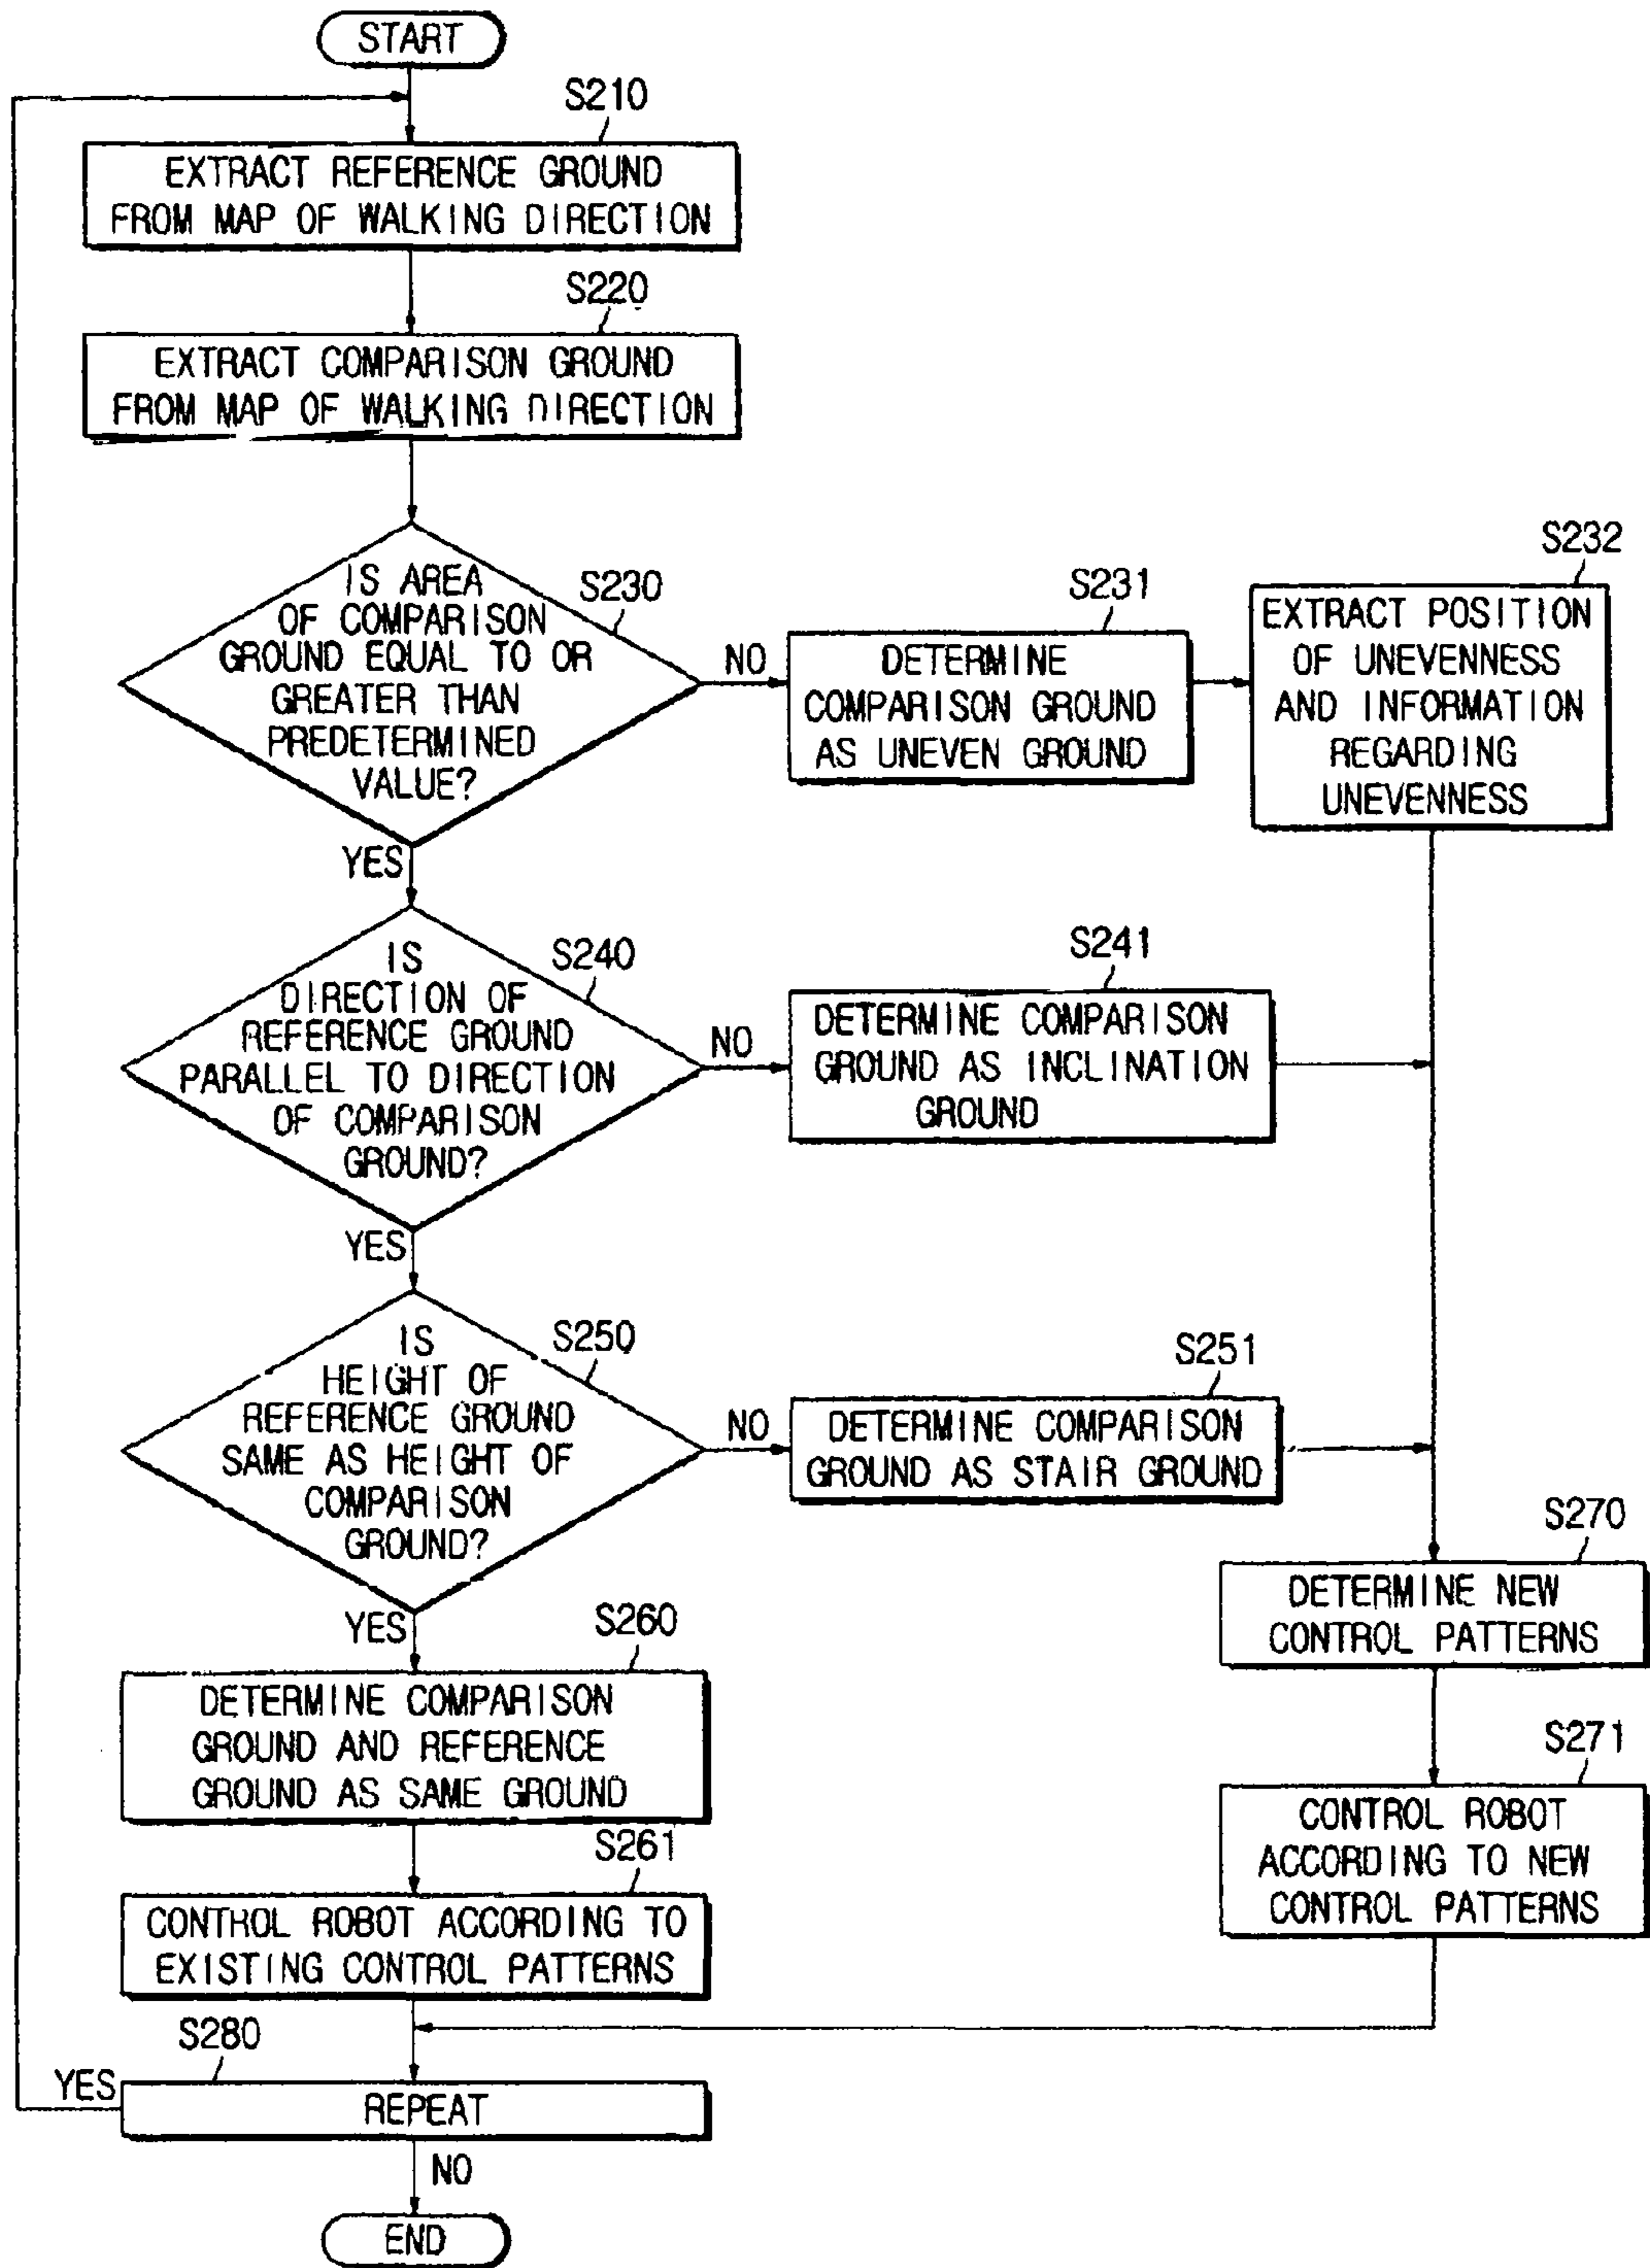 START
S210
EXTRACT REFERENCE GROUND
FROM MAP OF WALKING DIRECTION
S220
EXTRACT COMPARISON GROUND
FROM MAP OF WALKING DIRECTION
S230
IS AREA
OF COMPARISON
GROUND EQUAL TO OR
GREATER THAN
PREDETERMINED
VALUE?
NO
S231
DETERMINE
COMPARISON GROUND
AS UNEVEN GROUND
S232
EXTRACT POSITION
OF UNEVENNESS
AND INFORMATION
REGARDING
UNEVENNESS
YES
S240
IS
DIRECTION OF
REFERENCE GROUND
PARALLEL TO DIRECTION
OF COMPARISON
GROUND?
NO
S241
DETERMINE COMPARISON
GROUND AS INCLINATION
GROUND
YES
S250
IS
HEIGHT OF
REFERENCE GROUND
SAME AS HEIGHT OF
COMPARISON
GROUND?
NO
S251
DETERMINE COMPARISON
GROUND AS STAIR GROUND
YES
S260
DETERMINE COMPARISON
GROUND AND REFERENCE
GROUND AS SAME GROUND
S261
CONTROL ROBOT ACCORDING TO
EXISTING CONTROL PATTERNS
S270
DETERMINE NEW
CONTROL PATTERNS
S271
CONTROL ROBOT
ACCORDING TO NEW
CONTROL PATTERNS
S280
YES
REPEAT
NO
END